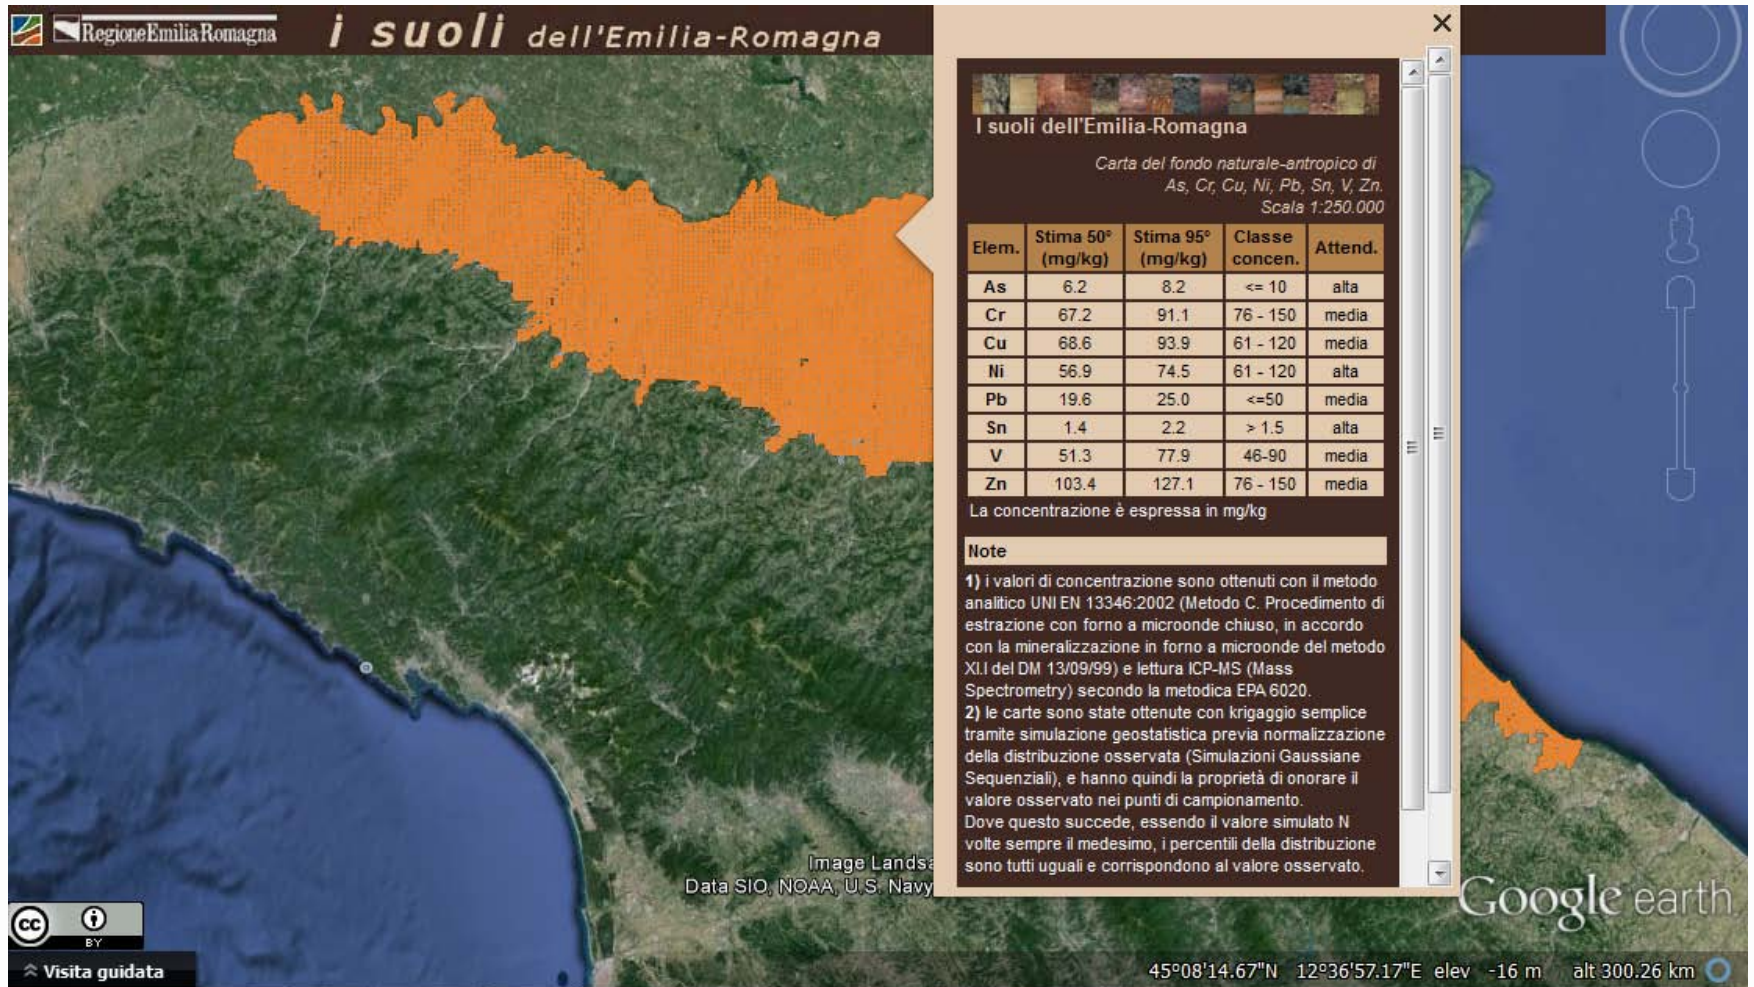 RegioneEmiliaRomagna
i suoli dell'Emilia-Romagna
I suoli dell'Emilia-Romagna
Carta del fondo naturale-antropico di
As, Cr, Cu, Ni, Pb, Sn, V, Zn.
Scala 1:250.000
Elem. Stima 50° (mg/kg) Stima 95° (mg/kg) Classe concen. Attend.
As 6.2 8.2 <= 10 alta
Cr 67.2 91.1 76 - 150 media
Cu 68.6 93.9 61 - 120 media
Ni 56.9 74.5 61 - 120 alta
Pb 19.6 25.0 <=50 media
Sn 1.4 2.2 > 1.5 alta
V 51.3 77.9 46-90 media
Zn 103.4 127.1 76 - 150 media
La concentrazione è espressa in mg/kg
Note
1) i valori di concentrazione sono ottenuti con il metodo
analitico UNI EN 13346:2002 (Metodo C. Procedimento di
estrazione con forno a microonde chiuso, in accordo
con la mineralizzazione in forno a microonde del metodo
XI.I del DM 13/09/99) e lettura ICP-MS (Mass
Spectrometry) secondo la metodica EPA 6020.
2) le carte sono state ottenute con krigaggio semplice
tramite simulazione geostatistica previa normalizzazione
della distribuzione osservata (Simulazioni Gaussiane
Sequenziali), e hanno quindi la proprietà di onorare il
valore osservato nei punti di campionamento.
Dove questo succede, essendo il valore simulato N
volte sempre il medesimo, i percentili della distribuzione
sono tutti uguali e corrispondono al valore osservato.
Image Landsa
Data SIO, NOAA, U.S. Navy
Google earth
cc
BY
Visita guidata
45°08'14.67"N 12°36'57.17"E elev -16 m alt 300.26 km